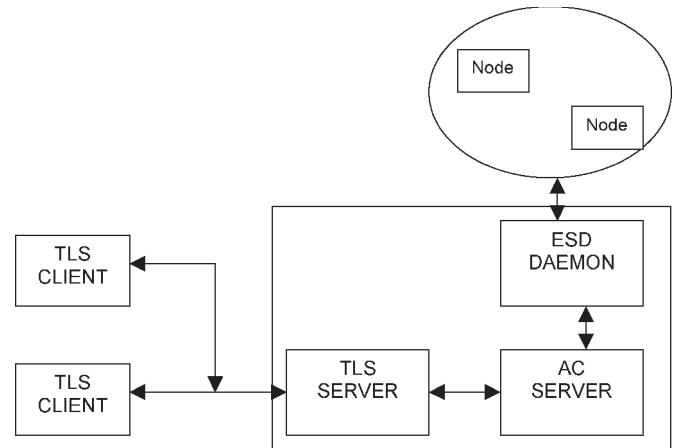 Node
Node
ESD
DAEMON
TLS
CLIENT
TLS
CLIENT
TLS
SERVER
AC
SERVER